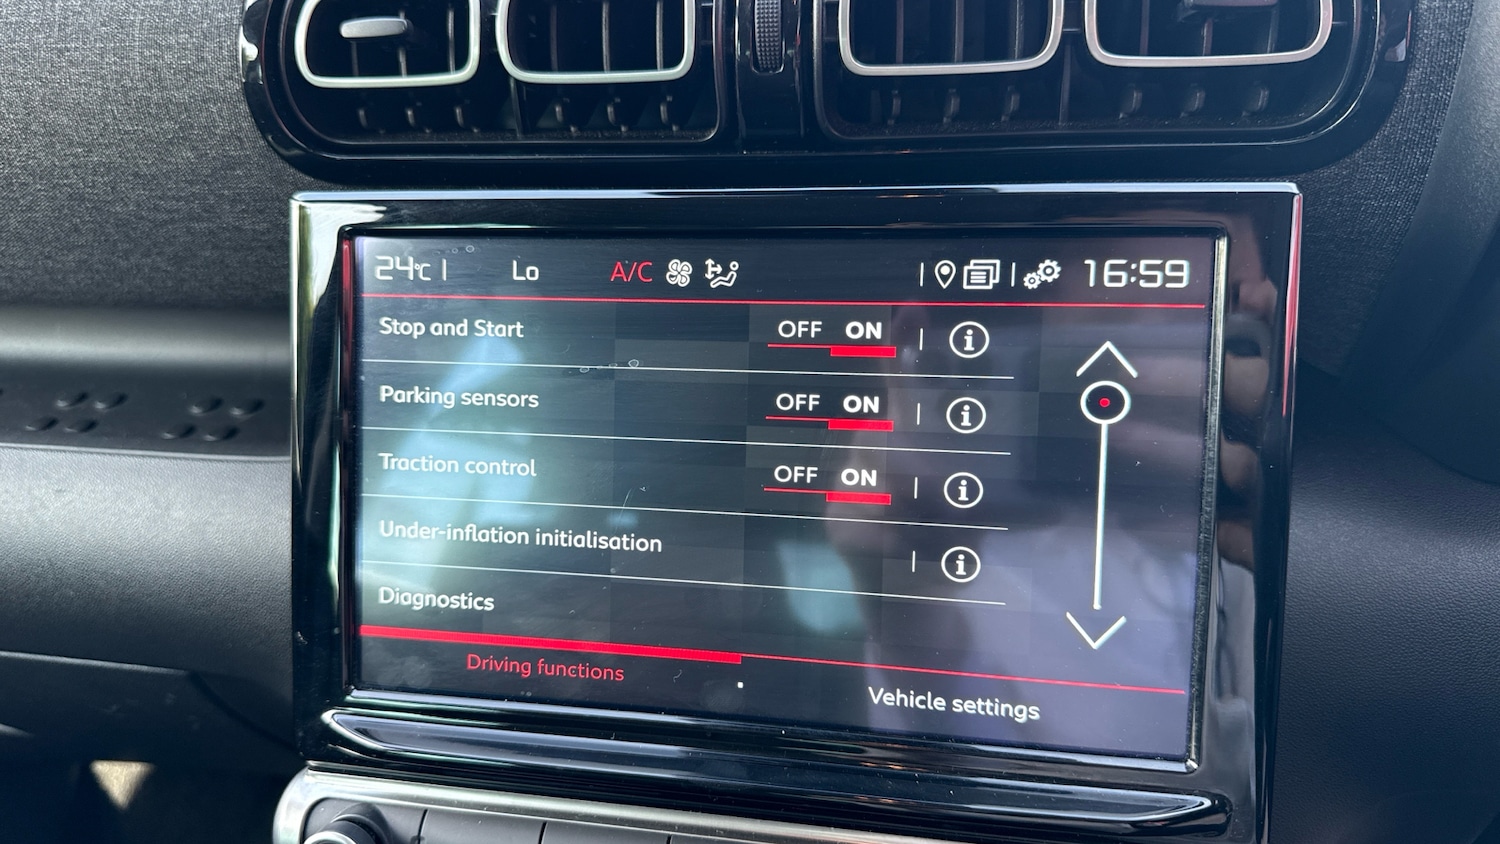 24°C Lo A/C 16:59
Stop and Start OFF ON i
Parking sensors OFF ON i
Traction control OFF ON i
Under-inflation initialisation i
Diagnostics
Driving functions
Vehicle settings